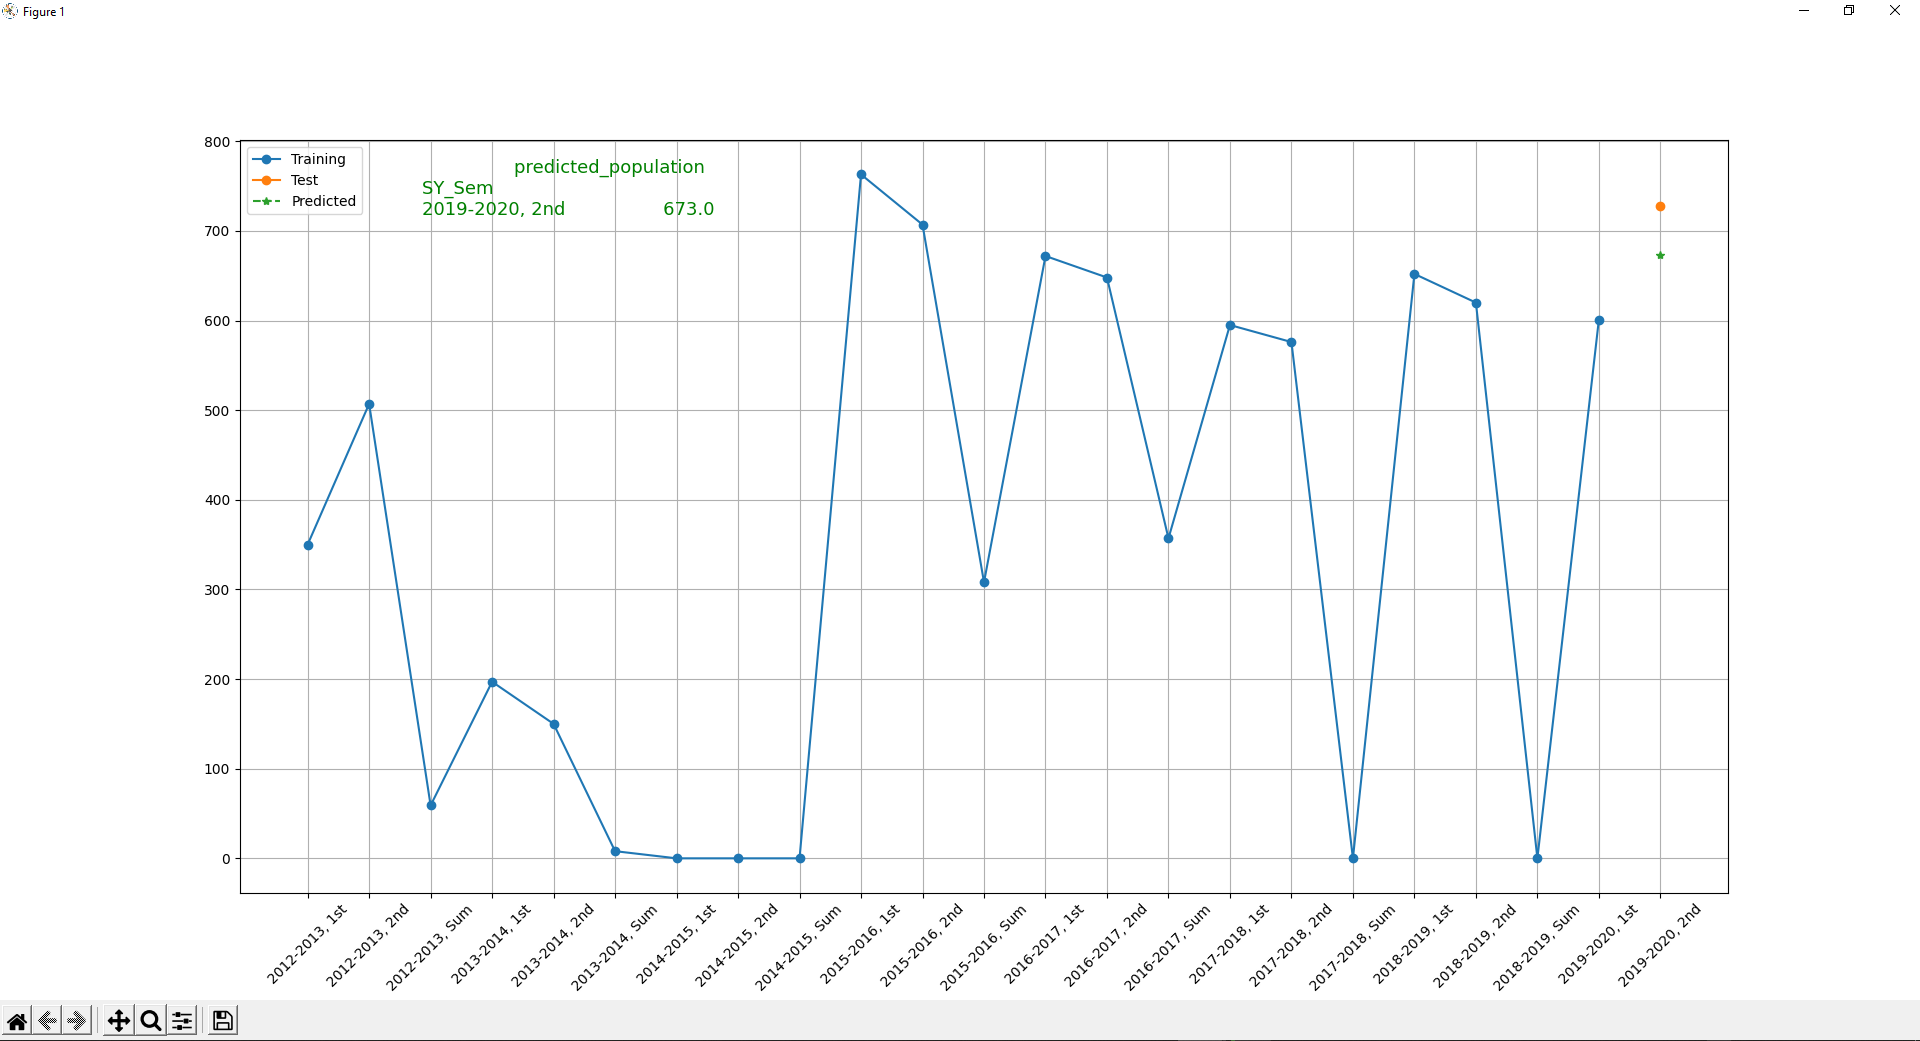 Figure 1
800
700
600
500
400
300
200
100
0
Training
Test
Predicted
predicted_population
SY_Sem
2019-2020, 2nd 673.0
2012-2013, 1st
2012-2013, 2nd
2012-2013, Sum
2013-2014, 1st
2013-2014, 2nd
2013-2014, Sum
2014-2015, 1st
2014-2015, 2nd
2014-2015, Sum
2015-2016, 1st
2015-2016, 2nd
2015-2016, Sum
2016-2017, 1st
2016-2017, 2nd
2016-2017, Sum
2017-2018, 1st
2017-2018, 2nd
2017-2018, Sum
2018-2019, 1st
2018-2019, 2nd
2018-2019, Sum
2019-2020, 1st
2019-2020, 2nd